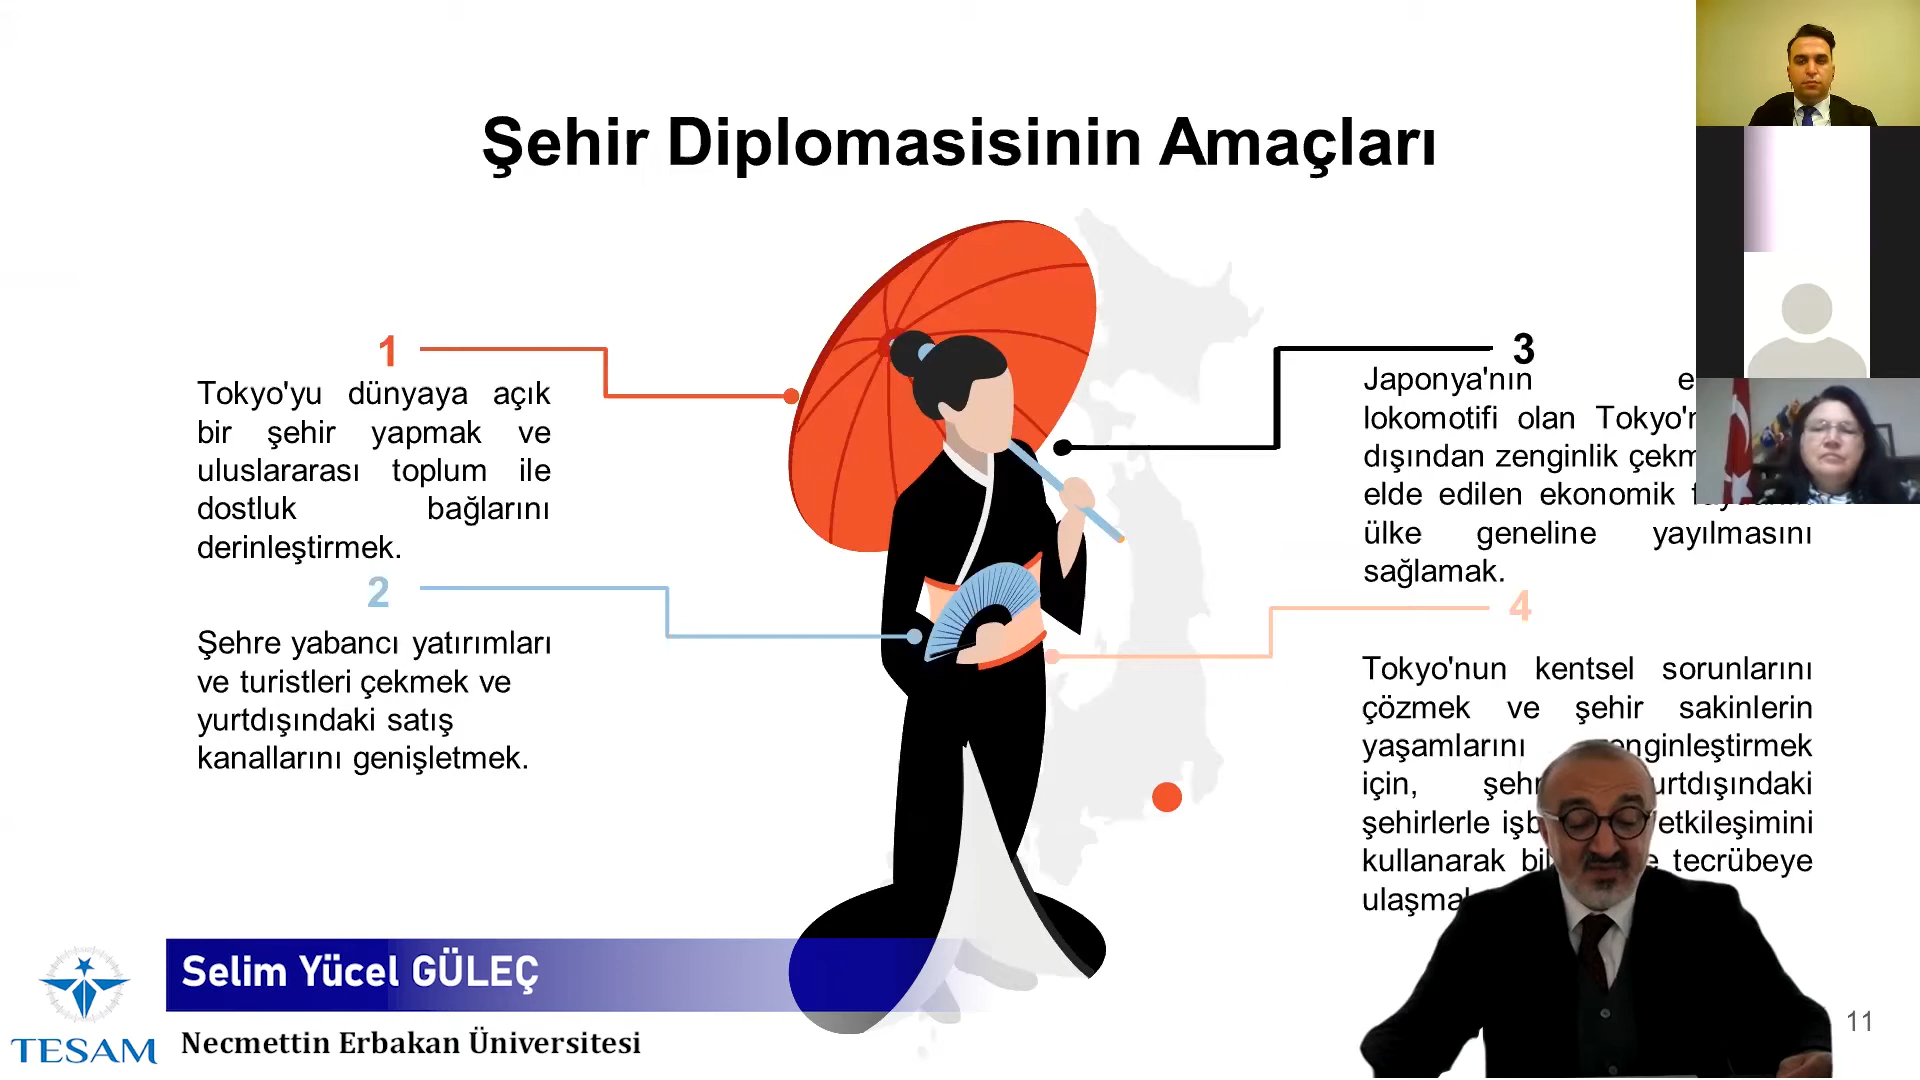 Şehir Diplomasisinin Amaçları
1
Tokyo'yu dünyaya açık
bir şehir yapmak ve
uluslararası toplum ile
dostluk bağlarını
derinleştirmek.
2
Şehre yabancı yatırımları
ve turistleri çekmek ve
yurtdışındaki satış
kanallarını genişletmek.
3
Japonya'nın
lokomotifi olan
dışından zenginlik
elde edilen ekonomik
ülke geneline yayılmasını
sağlamak.
4
Tokyo'nun kentsel sorunlarını
çözmek ve şehir sakinlerin
yaşamlarını
için,
şehirlerle etkileşimini
kullanarak tecrübeye
Selim Yücel GÜLEÇ
Necmettin Erbakan Üniversitesi
TESAM
11